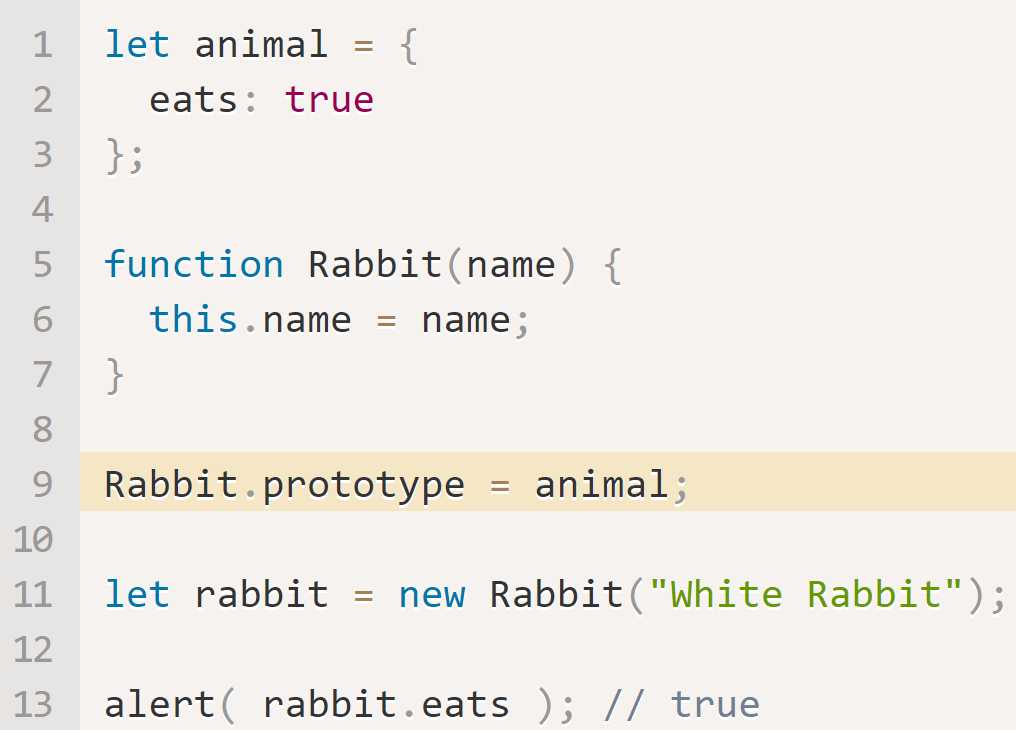 1 let animal = {
2   eats: true
3 };
4
5 function Rabbit(name) {
6   this.name = name;
7 }
8
9 Rabbit.prototype = animal;
10
11 let rabbit = new Rabbit("White Rabbit");
12
13 alert( rabbit.eats ); // true